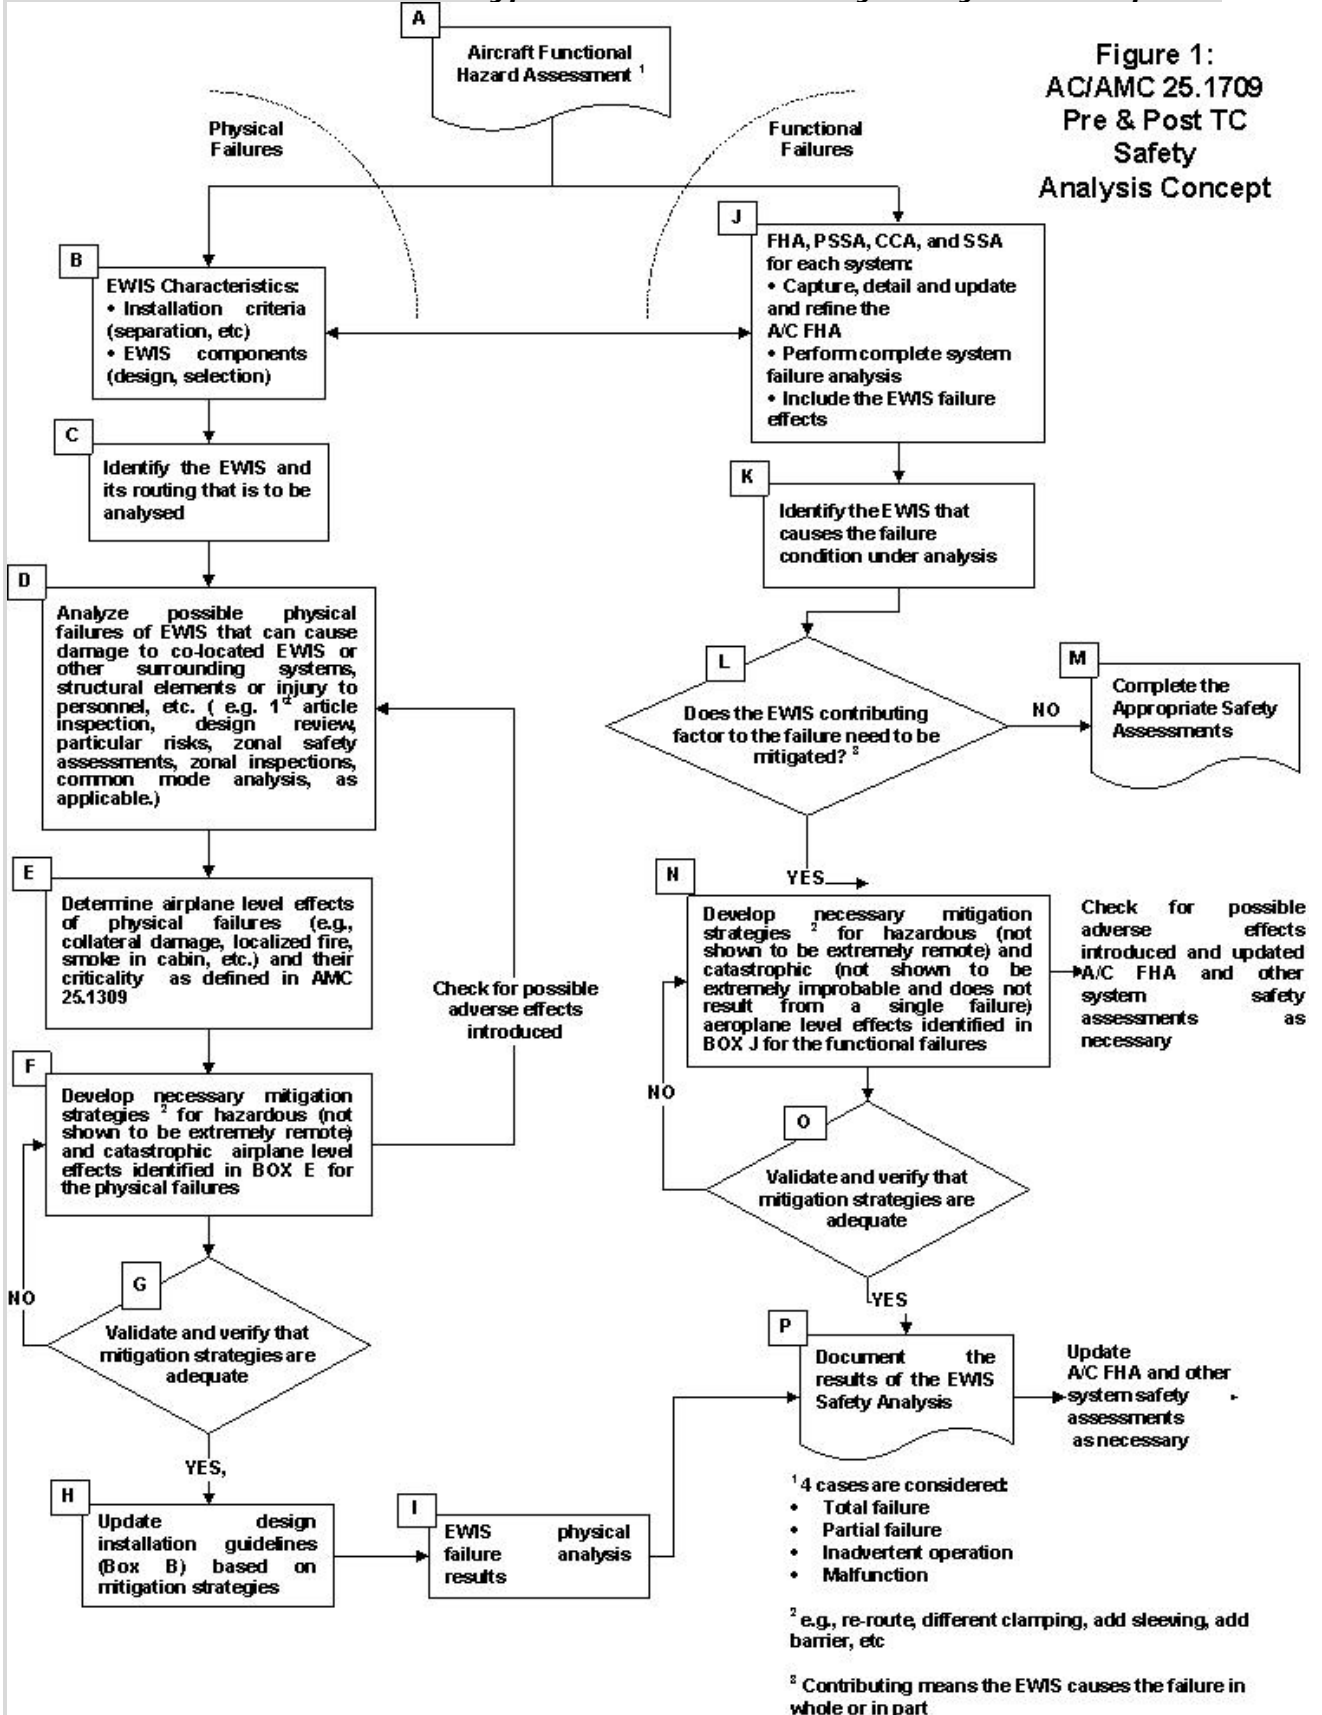 A
Aircraft Functional
Hazard Assessment 1
Figure 1:
AC/AMC 25.1709
Pre & Post TC
Safety
Analysis Concept
Physical
Failures
Functional
Failures
B
EWIS Characteristics:
• Installation criteria
(separation, etc)
• EWIS components
(design, selection)
J
FHA, PSSA, CCA, and SSA
for each system:
• Capture, detail and update
and refine the
A/C FHA
• Perform complete system
failure analysis
• Include the EWIS failure
effects
C
Identify the EWIS and
its routing that is to be
analysed
K
Identify the EWIS that
causes the failure
condition under analysis
D
Analyze possible physical
failures of EWIS that can cause
damage to co-located EWIS or
other surrounding systems,
structural elements or injury to
personnel, etc. ( e.g. 1st article
inspection, design review,
particular risks, zonal safety
assessments, zonal inspections,
common mode analysis, as
applicable.)
L
Does the EWIS contributing
factor to the failure need to be
mitigated? 3
NO
M
Complete the
Appropriate Safety
Assessments
YES
E
Determine airplane level effects
of physical failures (e.g.,
collateral damage, localized fire,
smoke in cabin, etc.) and their
criticality as defined in AMC
25.1309
Check for possible
adverse effects
introduced
N
Develop necessary mitigation
strategies 2 for hazardous (not
shown to be extremely remote) and
catastrophic (not shown to be
extremely improbable and does not
result from a single failure)
aeroplane level effects identified in
BOX J for the functional failures
Check for possible
adverse effects
introduced and updated
A/C FHA and other
system safety
assessments as
necessary
F
Develop necessary mitigation
strategies 2 for hazardous (not
shown to be extremely remote)
and catastrophic airplane level
effects identified in BOX E for
the physical failures
NO
O
Validate and verify that
mitigation strategies are
adequate
G
NO
Validate and verify that
mitigation strategies are
adequate
YES
P
Document the
results of the EWIS
Safety Analysis
Update
A/C FHA and other
system safety
assessments
as necessary
YES,
H
Update design
installation guidelines
(Box B) based on
mitigation strategies
I
EWIS physical
failure analysis
results
1 4 cases are considered:
• Total failure
• Partial failure
• Inadvertent operation
• Malfunction
2 e.g., re-route, different clamping, add sleeving, add
barrier, etc
3 Contributing means the EWIS causes the failure in
whole or in part